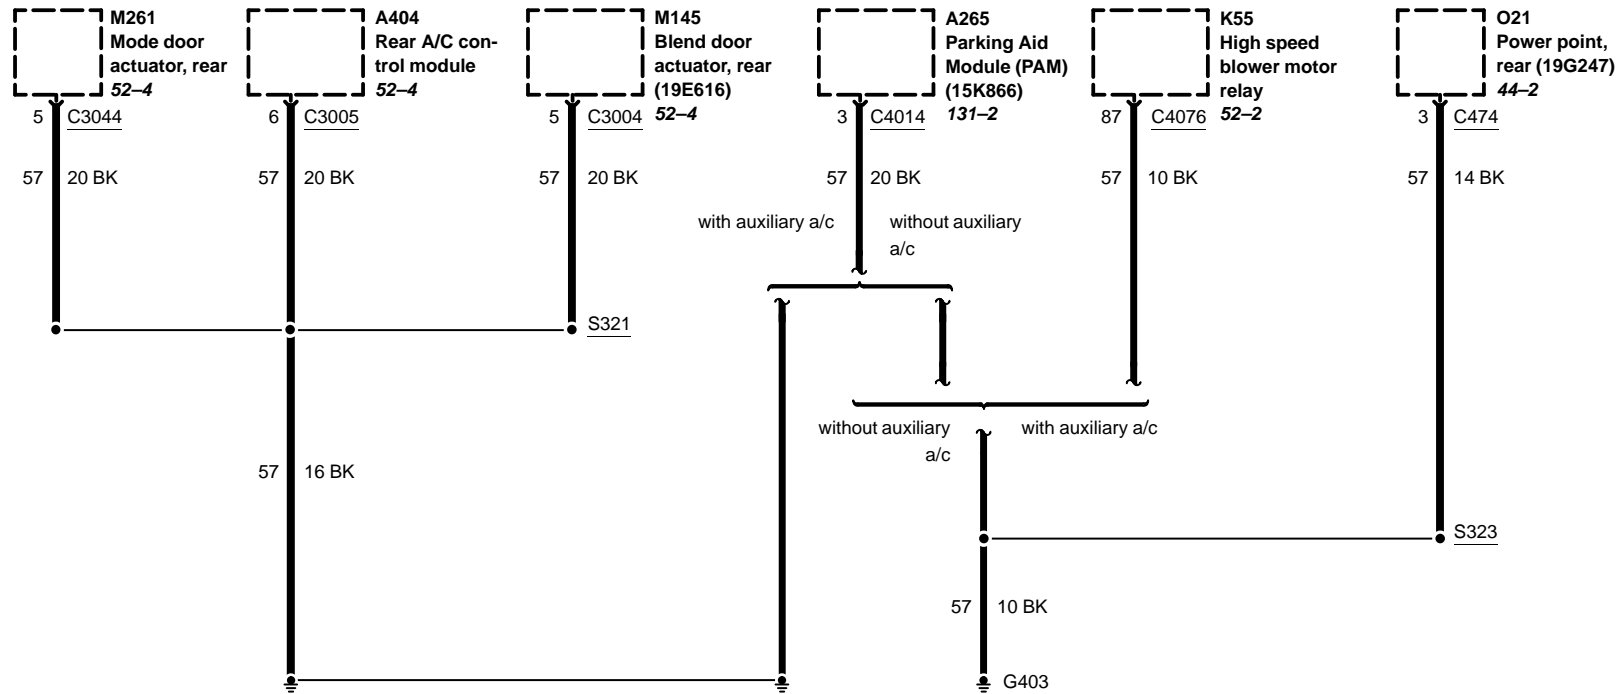 M261
Mode door
actuator, rear
52–4
A404
Rear A/C con-
trol module
52–4
M145
Blend door
actuator, rear
(19E616)
52–4
A265
Parking Aid
Module (PAM)
(15K866)
131–2
K55
High speed
blower motor
relay
52–2
O21
Power point,
rear (19G247)
44–2
5 C3044
6 C3005
5 C3004
3 C4014
87 C4076
3 C474
57 20 BK
57 20 BK
57 20 BK
57 20 BK
57 10 BK
57 14 BK
with auxiliary a/c
without auxiliary
a/c
S321
without auxiliary
a/c
with auxiliary a/c
57 16 BK
S323
57 10 BK
G403